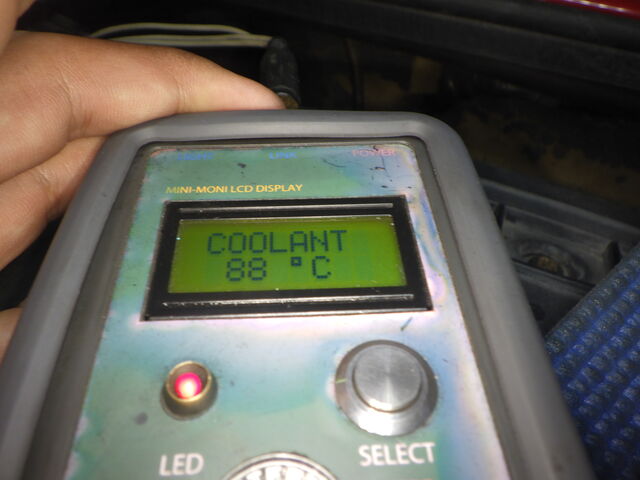 POWER
MINI-MONI LCD DISPLAY
COOLANT
88 °C
LED
SELECT